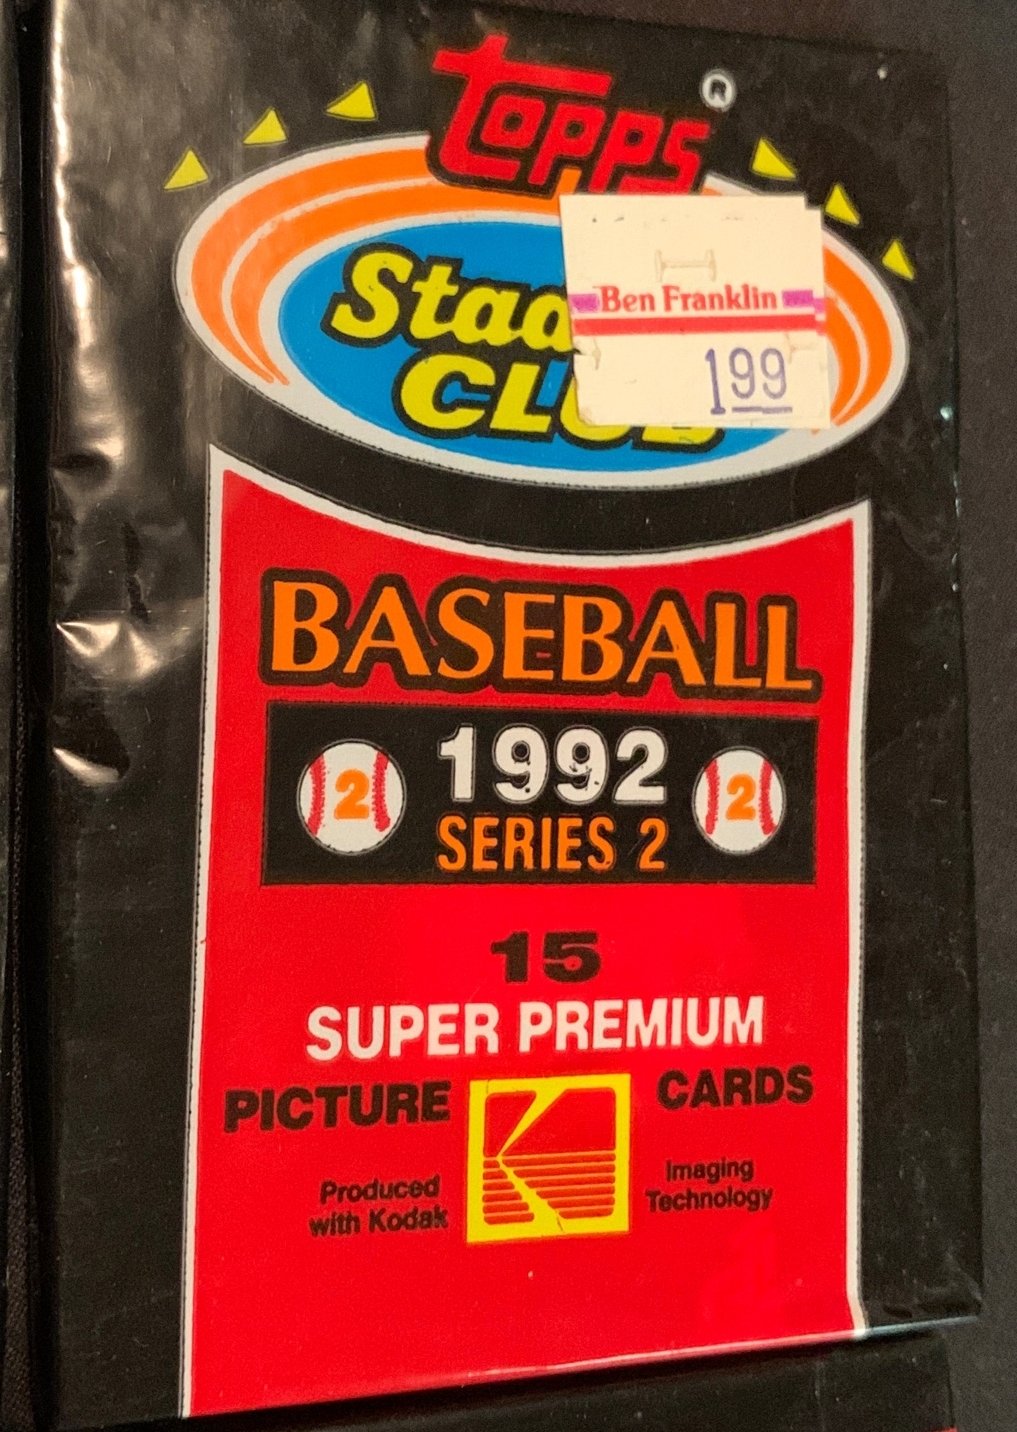 Topps ®
Stad
CLUB
Ben Franklin
1.99
BASEBALL
2 1992 2
SERIES 2
15
SUPER PREMIUM
PICTURE CARDS
Produced
with Kodak
Imaging
Technology